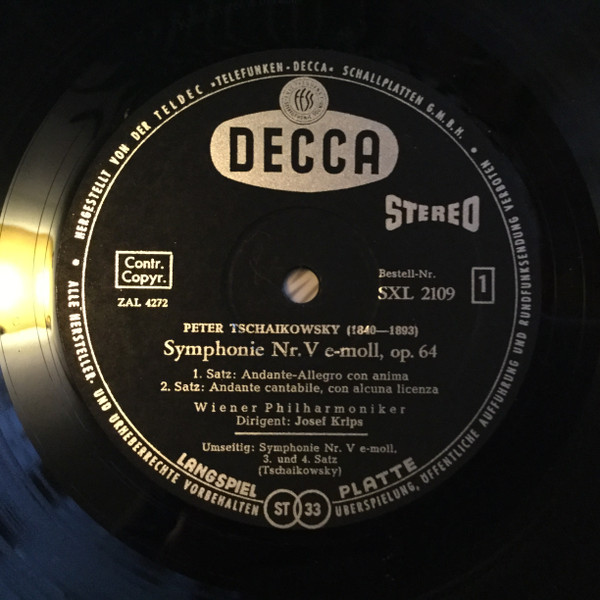 HERGESTELLT VON DER TELDEC »TELEFUNKEN-DECCA« SCHALLPLATTEN G.M.B.H. •
ffss
DECCA
STEREO
Contr.
Copyr.
ZAL 4272
Bestell-Nr.
SXL 2109
1
PETER TSCHAIKOWSKY (1840—1893)
Symphonie Nr. V e-moll, op. 64
1. Satz: Andante-Allegro con anima
2. Satz: Andante cantabile, con alcuna licenza
Wiener Philharmoniker
Dirigent: Josef Krips
Umseitig: Symphonie Nr. V e-moll,
3. und 4. Satz
(Tschaikowsky)
LANGSPIEL PLATTE
ST 33
• ALLE HERSTELLER- UND URHEBERRECHTE VORBEHALTEN
ÜBERSPIELUNG, ÖFFENTLICHE AUFFÜHRUNG UND RUNDFUNKSENDUNG VERBOTEN •